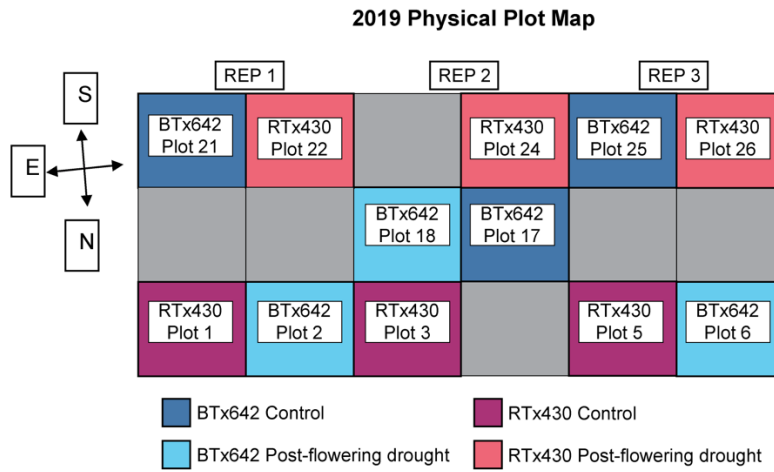 2019 Physical Plot Map
REP 1
REP 2
REP 3
S
E
N
BTx642
Plot 21
RTx430
Plot 22
RTx430
Plot 24
BTx642
Plot 25
RTx430
Plot 26
BTx642
Plot 18
BTx642
Plot 17
RTx430
Plot 1
BTx642
Plot 2
RTx430
Plot 3
RTx430
Plot 5
BTx642
Plot 6
BTx642 Control
RTx430 Control
BTx642 Post-flowering drought
RTx430 Post-flowering drought